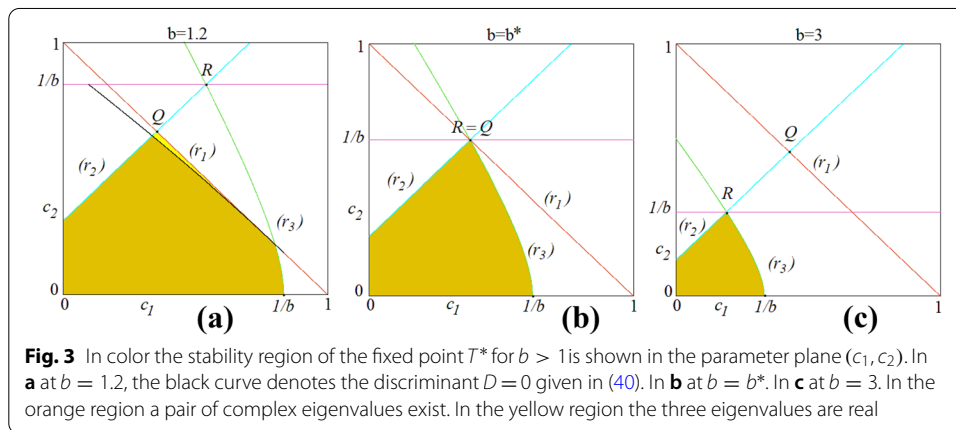 b=1.2
1
1/b
R
Q
(r1)
(r2)
(r3)
c2
0
0
c1
1/b
1
(a)
b=b*
1
1/b
R = Q
(r2)
(r1)
c2
(r3)
0
0
c1
1/b
1
(b)
b=3
1
Q
(r1)
R
1/b
(r2)
c2
(r3)
0
0
c1
1/b
1
(c)
Fig. 3 In color the stability region of the fixed point T* for b > 1 is shown in the parameter plane (c1, c2). In
a at b = 1.2, the black curve denotes the discriminant D = 0 given in (40). In b at b = b*. In c at b = 3. In the
orange region a pair of complex eigenvalues exist. In the yellow region the three eigenvalues are real